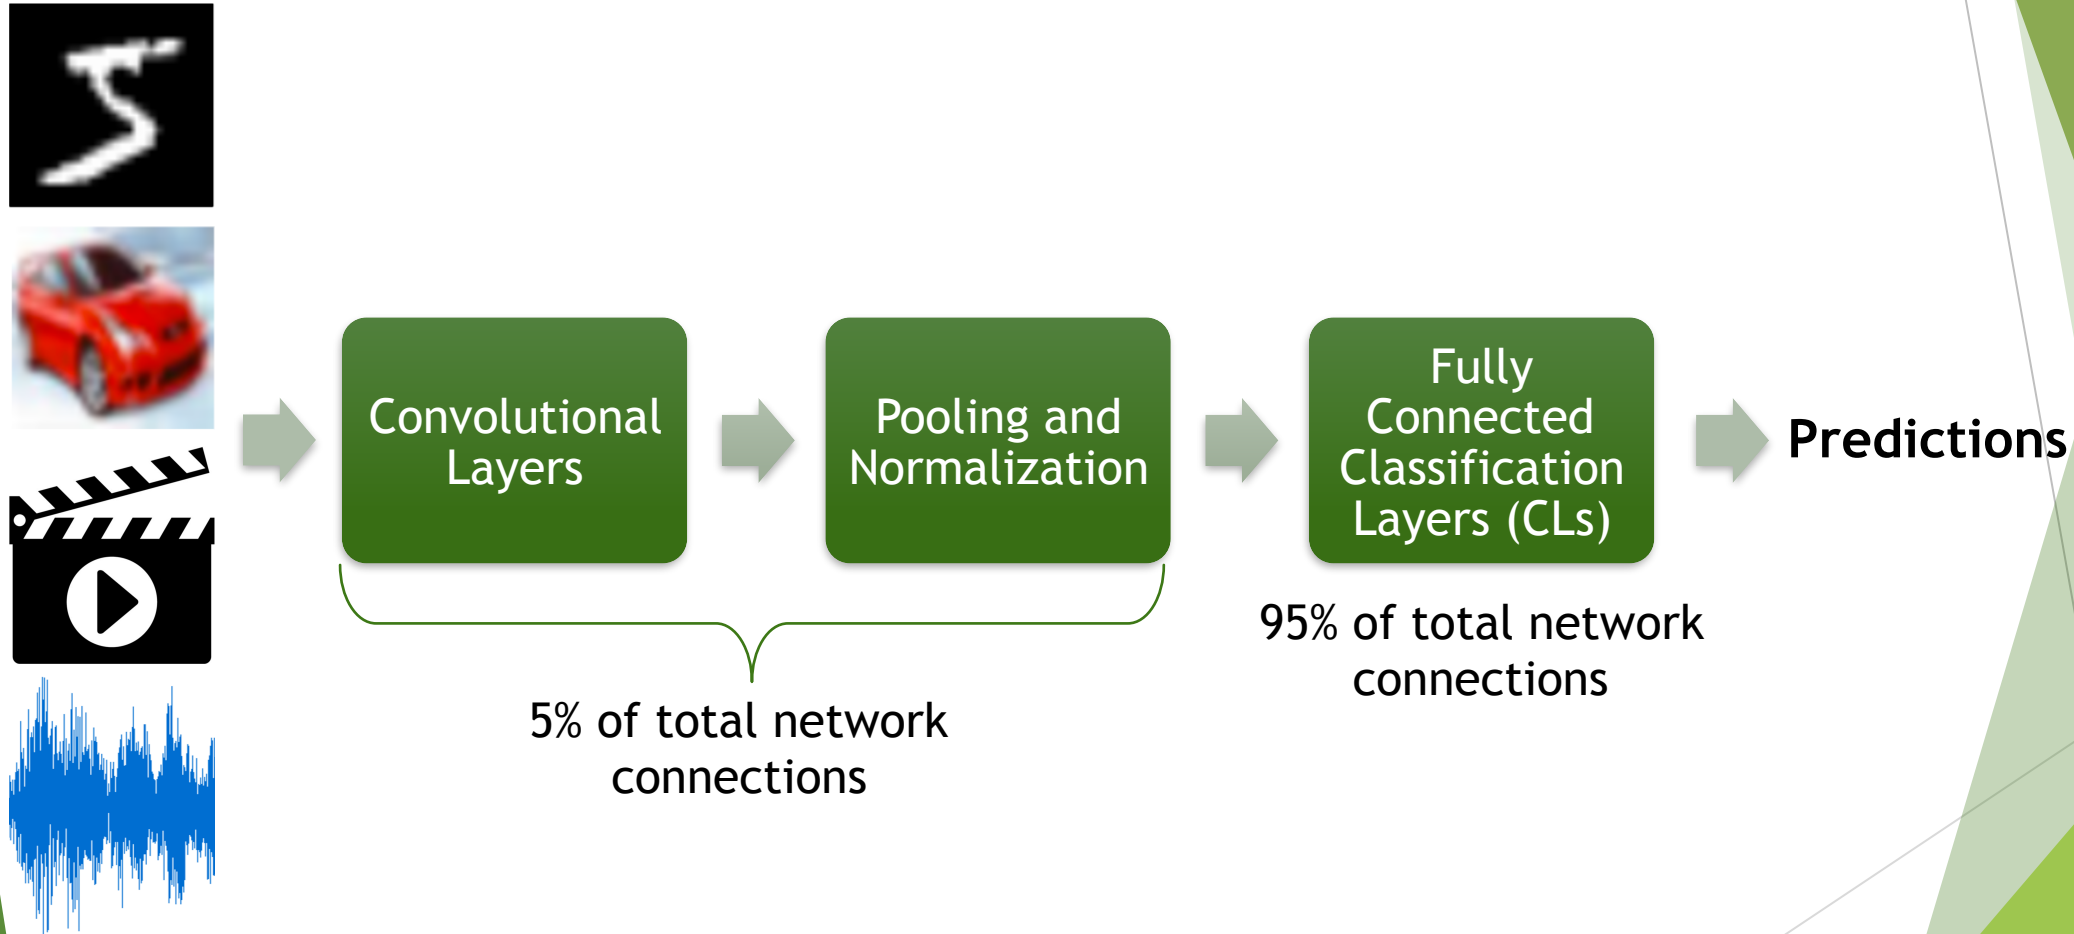 Convolutional
Layers
Pooling and
Normalization
Fully
Connected
Classification
Layers (CLs)
Predictions
5% of total network
connections
95% of total network
connections